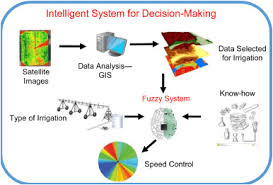 Intelligent System for Decision-Making
Satellite
Images
Data Analysis—
GIS
Data Selected
for Irrigation
Fuzzy System
Know-how
Type of Irrigation
Speed Control